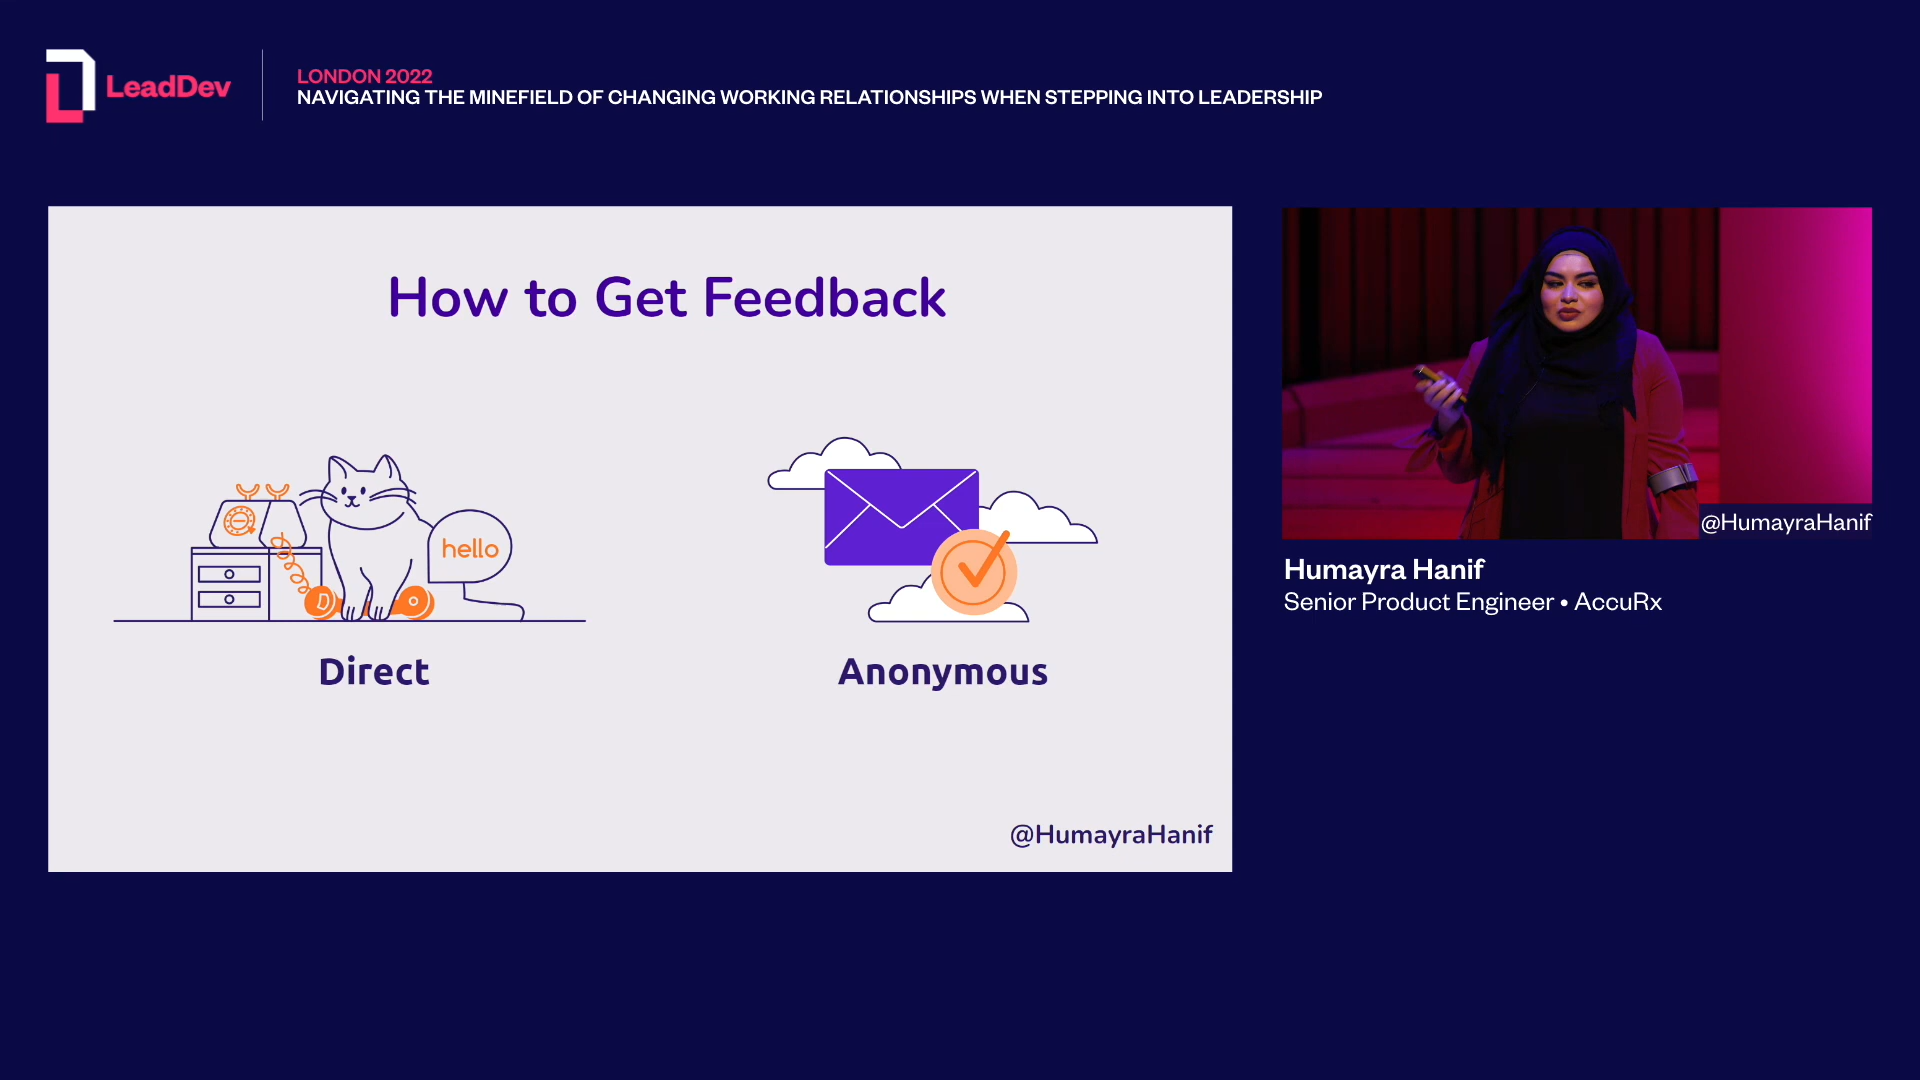 LeadDev
LONDON 2022
NAVIGATING THE MINEFIELD OF CHANGING WORKING RELATIONSHIPS WHEN STEPPING INTO LEADERSHIP
How to Get Feedback
hello
Direct
Anonymous
@HumayraHanif
@HumayraHanif
Humayra Hanif
Senior Product Engineer • AccuRx